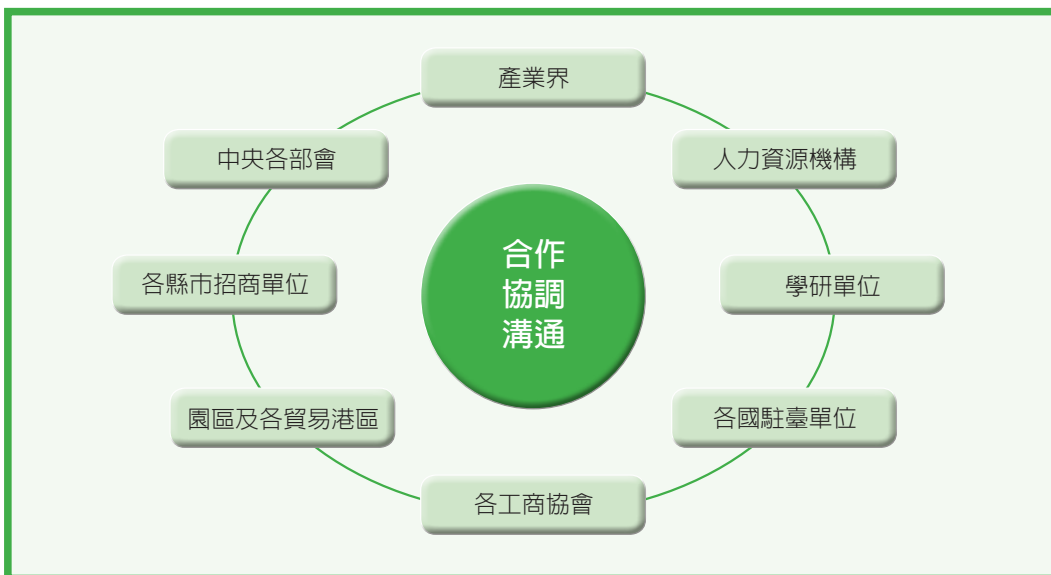 產業界
中央各部會
人力資源機構
合作
協調
溝通
各縣市招商單位
學研單位
園區及各貿易港區
各國駐臺單位
各工商協會